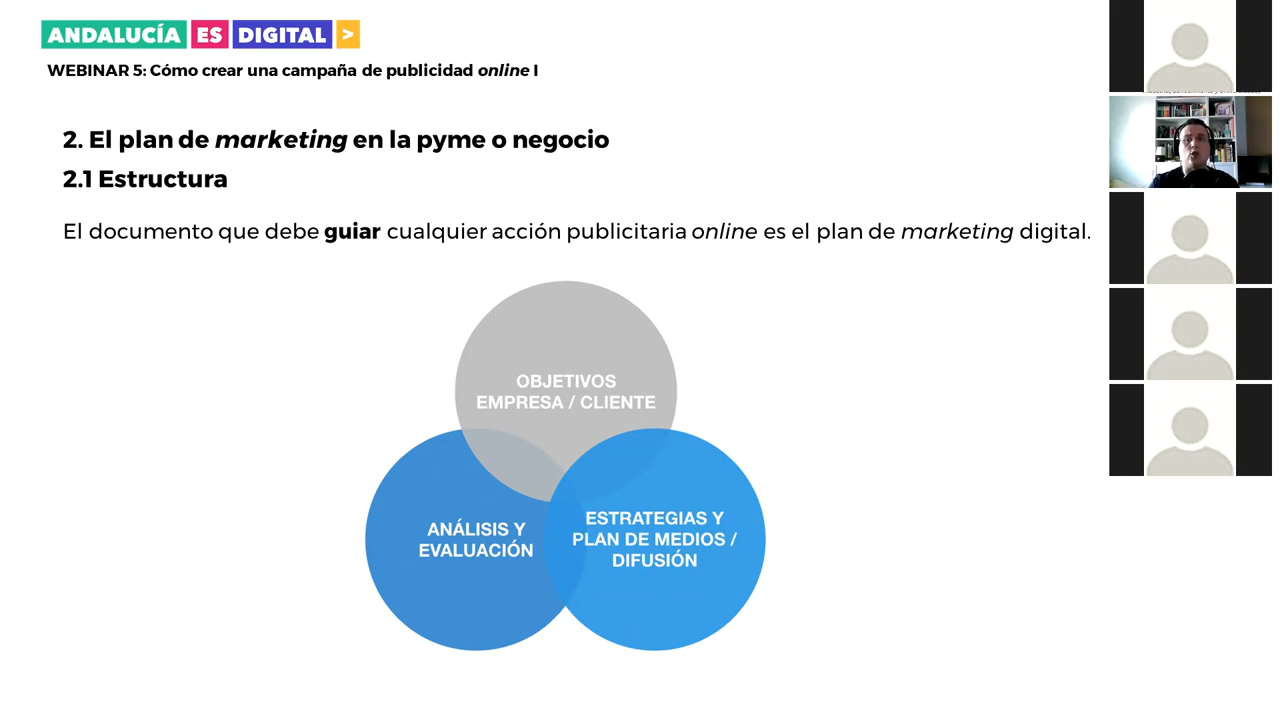 ANDALUCÍA ES DIGITAL >
WEBINAR 5: Cómo crear una campaña de publicidad online I
2. El plan de marketing en la pyme o negocio
2.1 Estructura
El documento que debe guiar cualquier acción publicitaria online es el plan de marketing digital.
OBJETIVOS
EMPRESA / CLIENTE
ANÁLISIS Y
EVALUACIÓN
ESTRATEGIAS Y
PLAN DE MEDIOS /
DIFUSIÓN